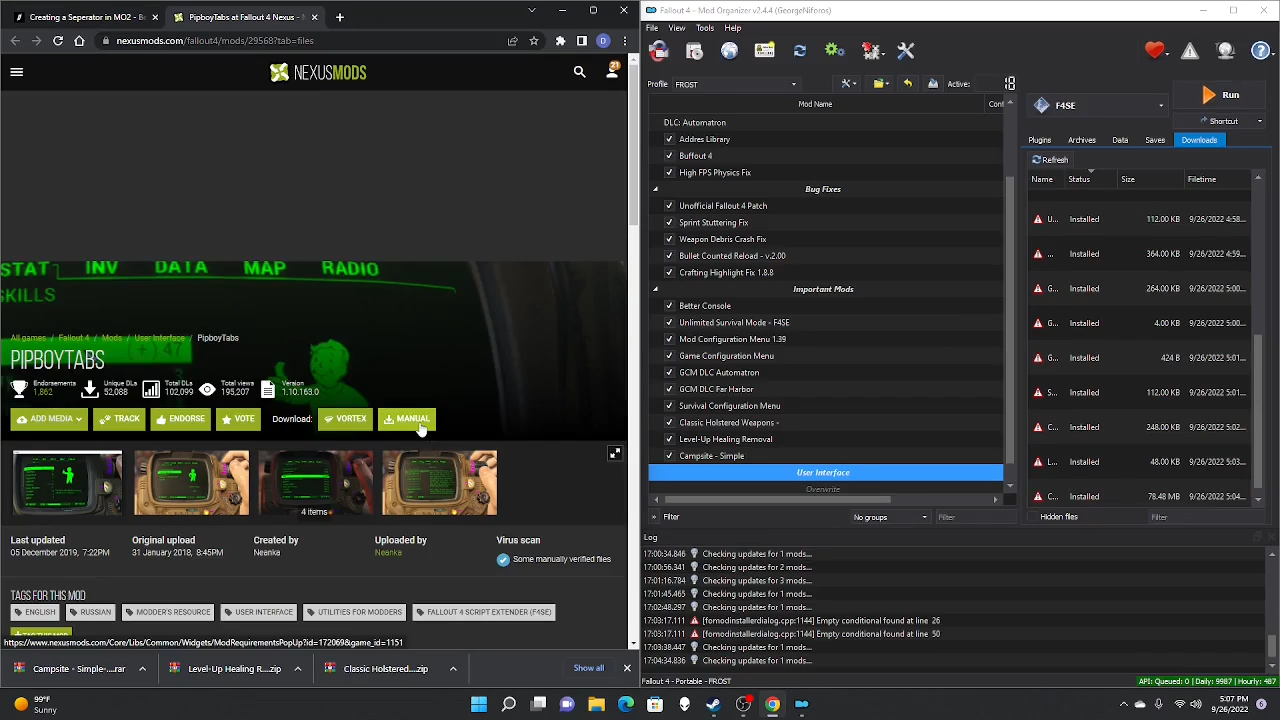 Creating a Seperator in MO2 - B
PipboyTabs at Fallout 4 Nexus - M
nexusmods.com/fallout4/mods/29568?tab=files
D
NEXUSMODS
21
STAT
INV
DATA
MAP
RADIO
SKILLS
All games / Fallout 4 / Mods / User Interface / PipboyTabs
(+) 47
3
PIPBOYTABS
Endorsements
1,862
Unique DLs
52,088
Total DLs
102,099
Total views
195,207
Version
1.10.163.0
ADD MEDIA
TRACK
ENDORSE
VOTE
Download:
VORTEX
MANUAL
4 items
Last updated
05 December 2019, 7:22PM
Original upload
31 January 2018, 8:45PM
Created by
Neanka
Uploaded by
Neanka
Virus scan
Some manually verified files
TAGS FOR THIS MOD
ENGLISH
RUSSIAN
MODDER'S RESOURCE
USER INTERFACE
UTILITIES FOR MODDERS
FALLOUT 4 SCRIPT EXTENDER (F4SE)
+ TAG THIS MOD
https://www.nexusmods.com/Core/Libs/Common/Widgets/ModRequirementsPopUp?id=172069&game_id=1151
Campsite - Simple-....rar
Level-Up Healing R....zip
Classic Holstered....zip
Show all
Fallout 4 – Mod Organizer v2.4.4 (GeorgeNiforos)
File
View
Tools
Help
Profile
FROST
Active:
Mod Name
Conf
DLC: Automatron
Addres Library
Buffout 4
High FPS Physics Fix
Bug Fixes
Unofficial Fallout 4 Patch
Sprint Stuttering Fix
Weapon Debris Crash Fix
Bullet Counted Reload - v.2.00
Crafting Highlight Fix 1.8.8
Important Mods
Better Console
Unlimited Survival Mode - F4SE
Mod Configuration Menu 1.39
Game Configuration Menu
GCM DLC Automatron
GCM DLC Far Harbor
Survival Configuration Menu
Classic Holstered Weapons -
Level-Up Healing Removal
Campsite - Simple
User Interface
Overwrite
Filter
No groups
Filter
F4SE
Run
Shortcut
Plugins
Archives
Data
Saves
Downloads
Refresh
Name
Status
Size
Filetime
U... Installed 112.00 KB 9/26/2022 4:58...
... Installed 364.00 KB 9/26/2022 4:59...
G... Installed 264.00 KB 9/26/2022 5:00...
G... Installed 4.00 KB 9/26/2022 5:00...
G... Installed 424 B 9/26/2022 5:01...
S... Installed 112.00 KB 9/26/2022 5:01...
C... Installed 248.00 KB 9/26/2022 5:02...
L... Installed 48.00 KB 9/26/2022 5:03...
C... Installed 78.40 KB 9/26/2022 5:04...
Hidden files
Filter
Log
17:00:34.846 Checking updates for 1 mods...
17:00:56.341 Checking updates for 2 mods...
17:01:16.784 Checking updates for 3 mods...
17:01:45.465 Checking updates for 1 mods...
17:02:48.297 Checking updates for 1 mods...
17:03:17.111 [fomodinstallerdialog.cpp:1144] Empty conditional found at line 26
17:03:17.111 [fomodinstallerdialog.cpp:1144] Empty conditional found at line 50
17:03:38.447 Checking updates for 1 mods...
17:04:34.836 Checking updates for 1 mods...
Fallout 4 - Portable - FROST
API: Queued: 0 | Daily: 9987 | Hourly: 487
99°F
Sunny
5:07 PM
9/26/2022